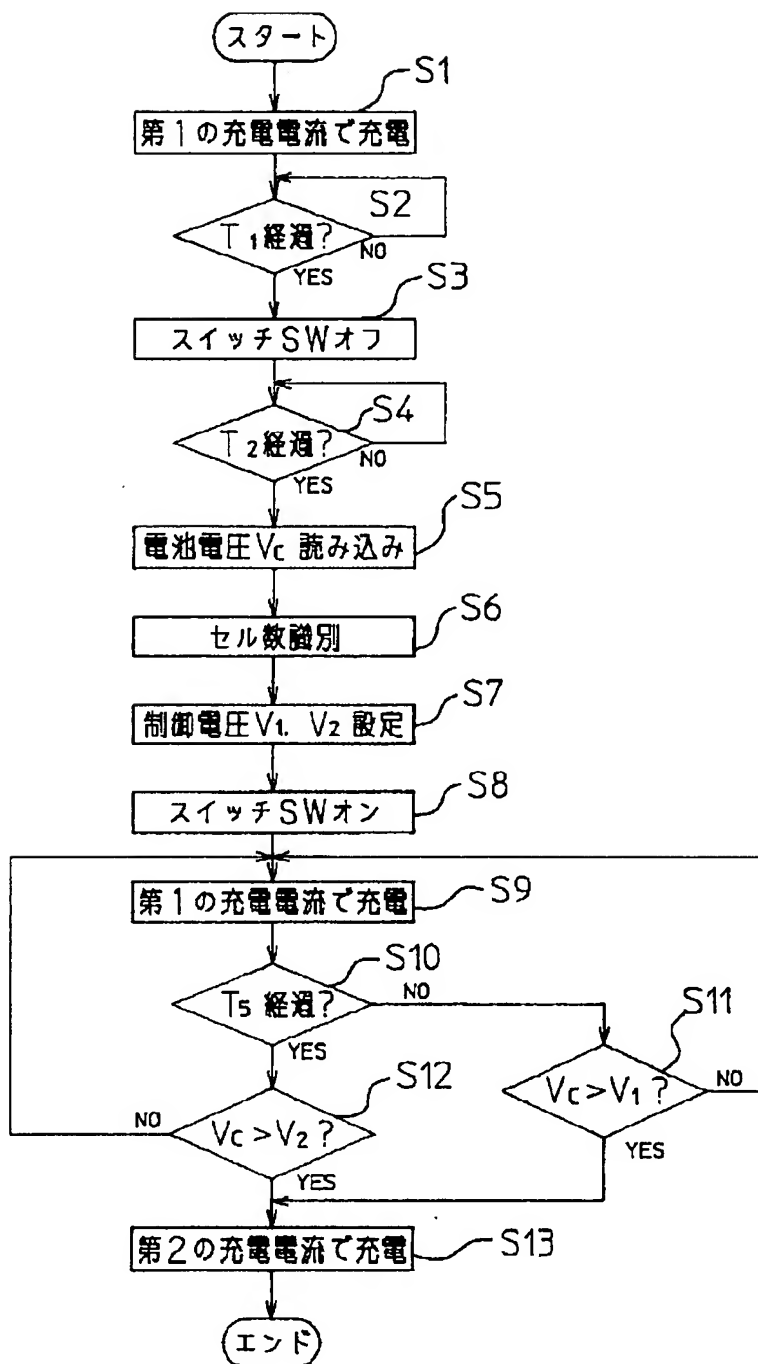 スタート
S1
第1の充電電流で充電
S2
T1経過?
NO
YES
S3
スイッチSWオフ
S4
T2経過?
NO
YES
S5
電池電圧VC 読み込み
S6
セル数識別
S7
制御電圧V1. V2 設定
S8
スイッチSWオン
第1の充電電流で充電
S9
S10
T5 経過?
NO
YES
S11
VC>V1?
NO
YES
S12
VC>V2?
NO
YES
第2の充電電流で充電
S13
エンド